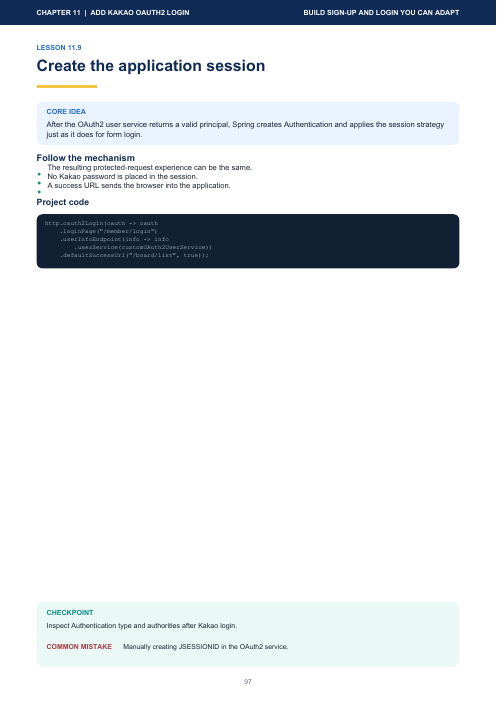 CHAPTER 11 | ADD KAKAO OAUTH2 LOGIN
BUILD SIGN-UP AND LOGIN YOU CAN ADAPT
LESSON 11.9
Create the application session
CORE IDEA
After the OAuth2 user service returns a valid principal, Spring creates Authentication and applies the session strategy
just as it does for form login.
Follow the mechanism
The resulting protected-request experience can be the same.
No Kakao password is placed in the session.
A success URL sends the browser into the application.
Project code
http.oauth2Login(oauth -> oauth
    .loginPage("/member/login")
    .userInfoEndpoint(info -> info
        .userService(customOAuth2UserService))
    .defaultSuccessUrl("/board/list", true));
CHECKPOINT
Inspect Authentication type and authorities after Kakao login.
COMMON MISTAKE Manually creating JSESSIONID in the OAuth2 service.
97